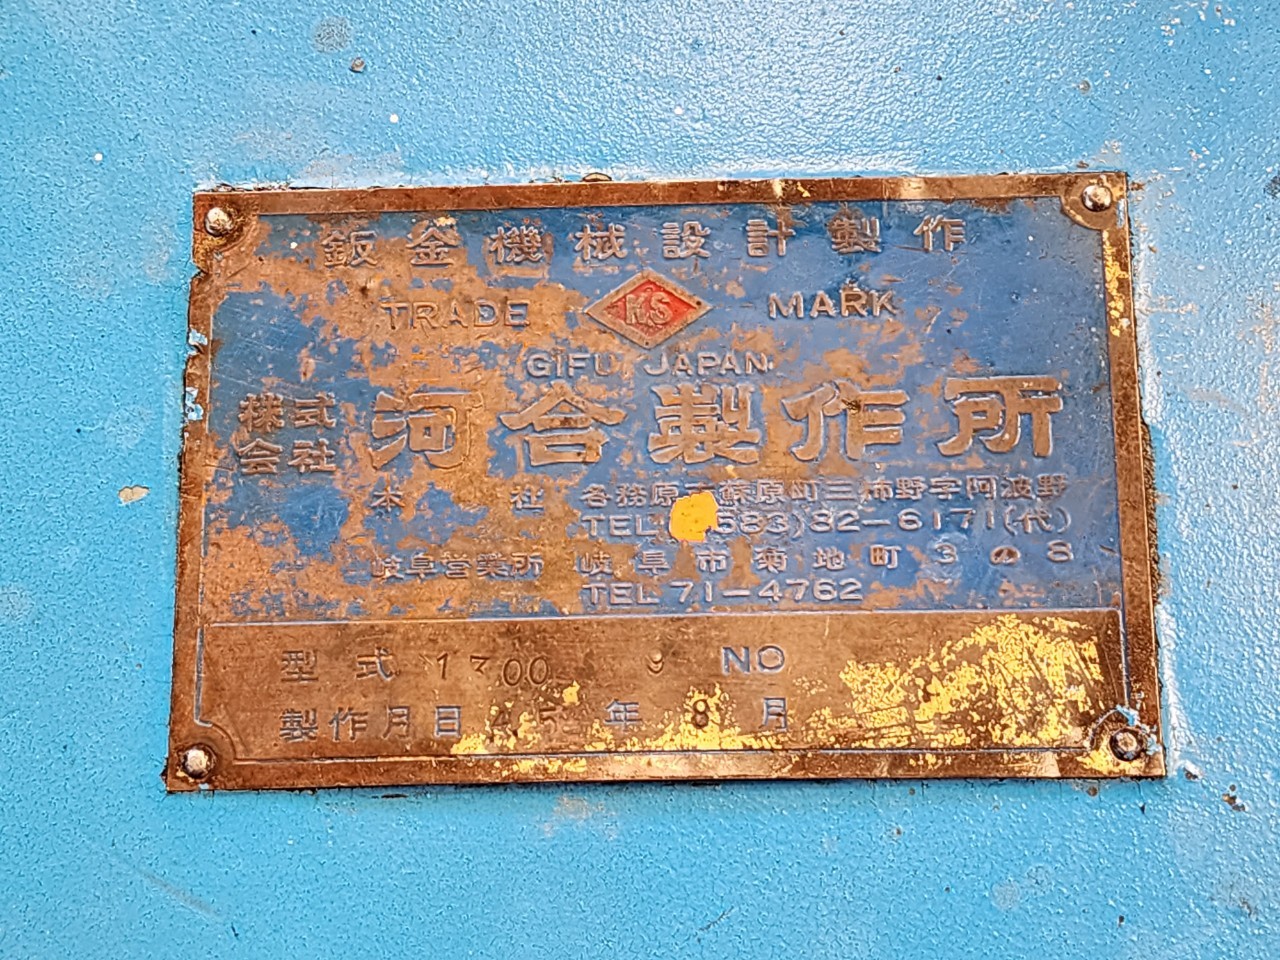 鈑金機械設計製作
TRADE KS MARK
GIFU JAPAN
株式会社 河合製作所
本社 各務原市蘇原町三柿野字阿波野
TEL 583)82-6171(代)
岐阜営業所 岐阜市菊地町3の8
TEL 71-4762
型式 1300 9 NO
製作月日 45 年 8 月